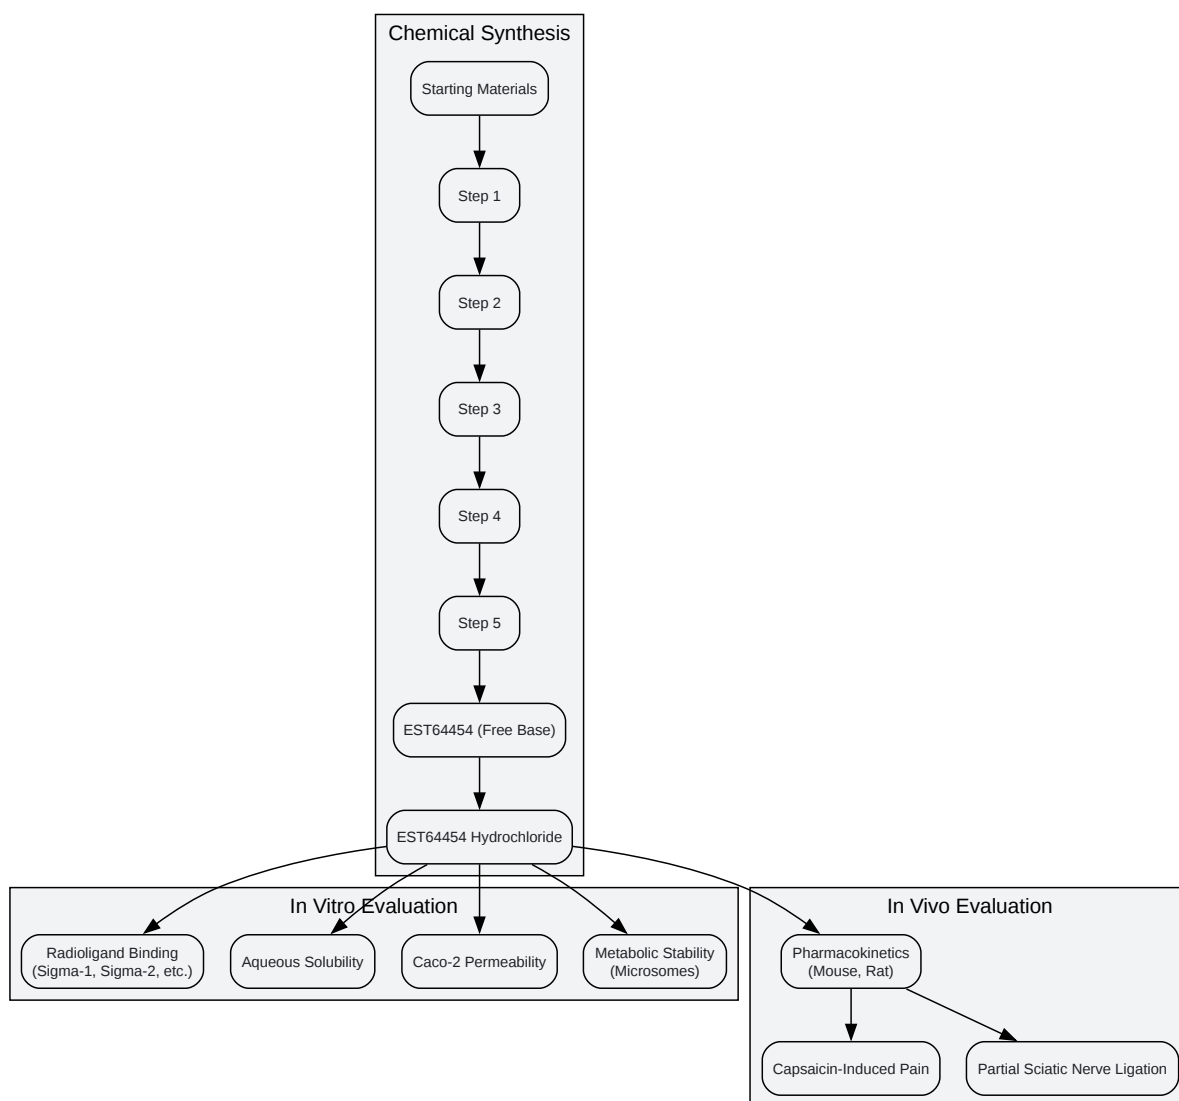 Chemical Synthesis
Starting Materials
Step 1
Step 2
Step 3
Step 4
Step 5
EST64454 (Free Base)
EST64454 Hydrochloride
In Vitro Evaluation
Radioligand Binding
(Sigma-1, Sigma-2, etc.)
Aqueous Solubility
Caco-2 Permeability
Metabolic Stability
(Microsomes)
In Vivo Evaluation
Pharmacokinetics
(Mouse, Rat)
Capsaicin-Induced Pain
Partial Sciatic Nerve Ligation